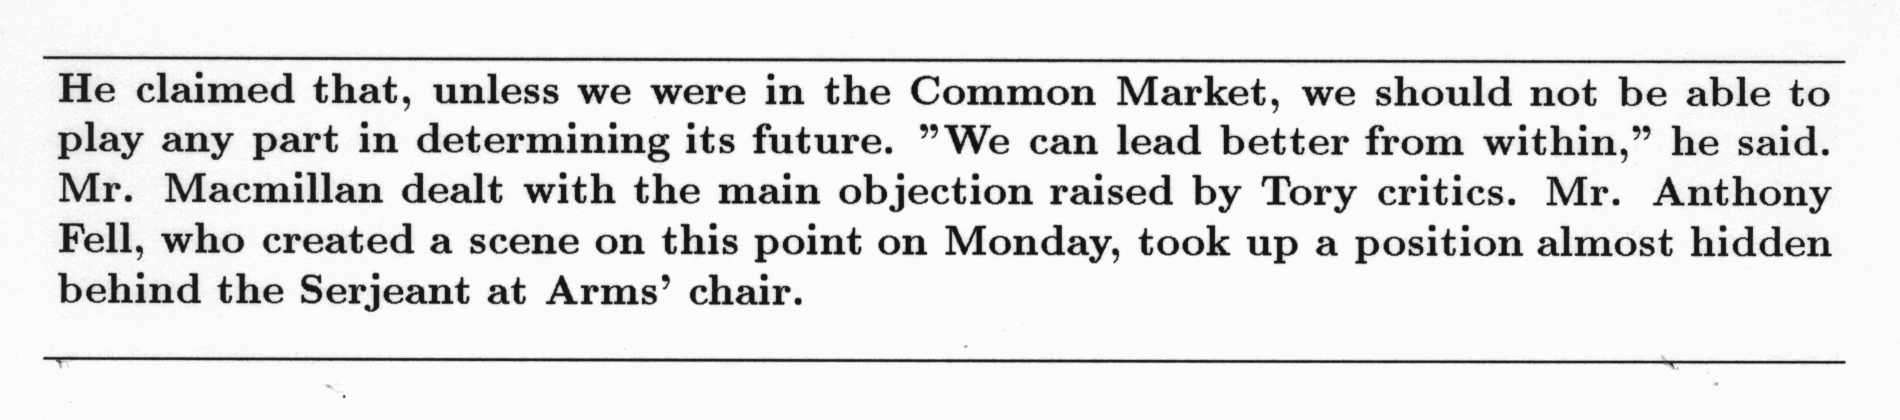 He claimed that, unless we were in the Common Market, we should not be able to
play any part in determining its future. ”We can lead better from within,” he said.
Mr. Macmillan dealt with the main objection raised by Tory critics. Mr. Anthony
Fell, who created a scene on this point on Monday, took up a position almost hidden
behind the Serjeant at Arms’ chair.